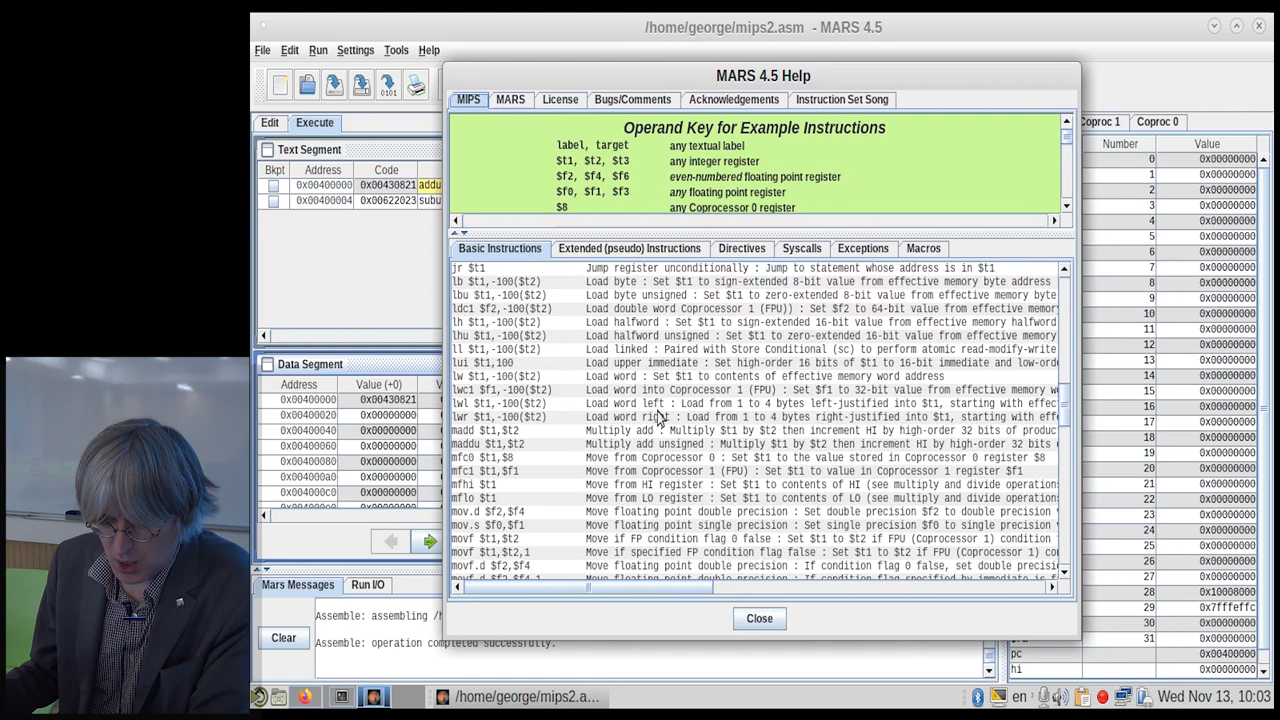 /home/george/mips2.asm - MARS 4.5
File Edit Run Settings Tools Help
MARS 4.5 Help
MIPS MARS License Bugs/Comments Acknowledgements Instruction Set Song
Operand Key for Example Instructions
label, target any textual label
$t1, $t2, $t3 any integer register
$f2, $f4, $f6 even-numbered floating point register
$f0, $f1, $f3 any floating point register
$8 any Coprocessor 0 register
Basic Instructions Extended (pseudo) Instructions Directives Syscalls Exceptions Macros
jr $t1 Jump register unconditionally : Jump to statement whose address is in $t1
lb $t1,-100($t2) Load byte : Set $t1 to sign-extended 8-bit value from effective memory byte address
lbu $t1,-100($t2) Load byte unsigned : Set $t1 to zero-extended 8-bit value from effective memory byte
ldc1 $f2,-100($t2) Load double word Coprocessor 1 (FPU)) : Set $f2 to 64-bit value from effective memory
lh $t1,-100($t2) Load halfword : Set $t1 to sign-extended 16-bit value from effective memory halfword
lhu $t1,-100($t2) Load halfword unsigned : Set $t1 to zero-extended 16-bit value from effective memory
ll $t1,-100($t2) Load linked : Paired with Store Conditional (sc) to perform atomic read-modify-write
lui $t1,100 Load upper immediate : Set high-order 16 bits of $t1 to 16-bit immediate and low-ord
lw $t1,-100($t2) Load word : Set $t1 to contents of effective memory word address
lwc1 $f1,-100($t2) Load word into Coprocessor 1 (FPU) : Set $f1 to 32-bit value from effective memory w
lwl $t1,-100($t2) Load word left : Load from 1 to 4 bytes left-justified into $t1, starting with effec
lwr $t1,-100($t2) Load word right : Load from 1 to 4 bytes right-justified into $t1, starting with effe
madd $t1,$t2 Multiply add : Multiply $t1 by $t2 then increment HI by high-order 32 bits of produc
maddu $t1,$t2 Multiply add unsigned : Multiply $t1 by $t2 then increment HI by high-order 32 bits
mfc0 $t1,$8 Move from Coprocessor 0 : Set $t1 to the value stored in Coprocessor 0 register $8
mfc1 $t1,$f1 Move from Coprocessor 1 (FPU) : Set $t1 to value in Coprocessor 1 register $f1
mfhi $t1 Move from HI register : Set $t1 to contents of HI (see multiply and divide operation
mflo $t1 Move from LO register : Set $t1 to contents of LO (see multiply and divide operation
mov.d $f2,$f4 Move floating point double precision : Set double precision $f2 to double precision
mov.s $f0,$f1 Move floating point single precision : Set single precision $f0 to single precision
movf $t1,$t2 Move if FP condition flag 0 false : Set $t1 to $t2 if FPU (Coprocessor 1) condition
movf $t1,$t2,1 Move if specified FP condition flag false : Set $t1 to $t2 if FPU (Coprocessor 1) co
movf.d $f2,$f4 Move floating point double precision : If condition flag 0 false, set double precisi
Close
Edit Execute
Text Segment
Bkpt Address Code
0x00400000 0x00430821 addu
0x00400004 0x00622023 subu
Data Segment
Address Value (+0)
0x00400000 0x00430821
0x00400020 0x00000000
0x00400040 0x00000000
0x00400060 0x00000000
0x00400080 0x00000000
0x004000a0 0x00000000
0x004000c0 0x00000000
Mars Messages Run I/O
Assemble: assembling /h
Clear
Assemble: operation completed successfully.
Coproc 1 Coproc 0
Number Value
0 0x00000000
1 0x00000000
2 0x00000000
3 0x00000000
4 0x00000000
5 0x00000000
6 0x00000000
7 0x00000000
8 0x00000000
9 0x00000000
10 0x00000000
11 0x00000000
12 0x00000000
13 0x00000000
14 0x00000000
15 0x00000000
16 0x00000000
17 0x00000000
18 0x00000000
19 0x00000000
20 0x00000000
21 0x00000000
22 0x00000000
23 0x00000000
24 0x00000000
25 0x00000000
26 0x00000000
27 0x00000000
28 0x10008000
29 0x7fffeffc
30 0x00000000
31 0x00000000
pc 0x00400000
hi 0x00000000
/home/george/mips2.a... en Wed Nov 13, 10:03